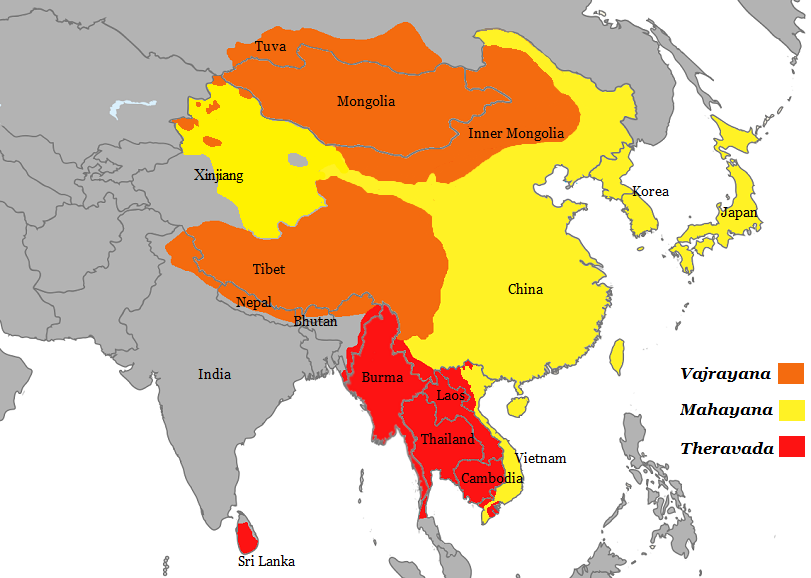 Tuva
Mongolia
Inner Mongolia
Xinjiang
Korea
Japan
Tibet
China
Nepal
Bhutan
India
Burma
Laos
Thailand
Vietnam
Cambodia
Sri Lanka
Vajrayana
Mahayana
Theravada